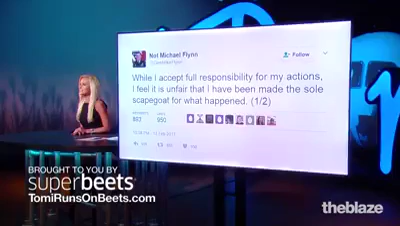 Not Michael Flynn
Follow
While I accept full responsibility for my actions,
I feel it is unfair that I have been made the sole
scapegoat for what happened. (1/2)
BROUGHT TO YOU BY
superbeets
TomiRunsOnBeets.com
theblaze